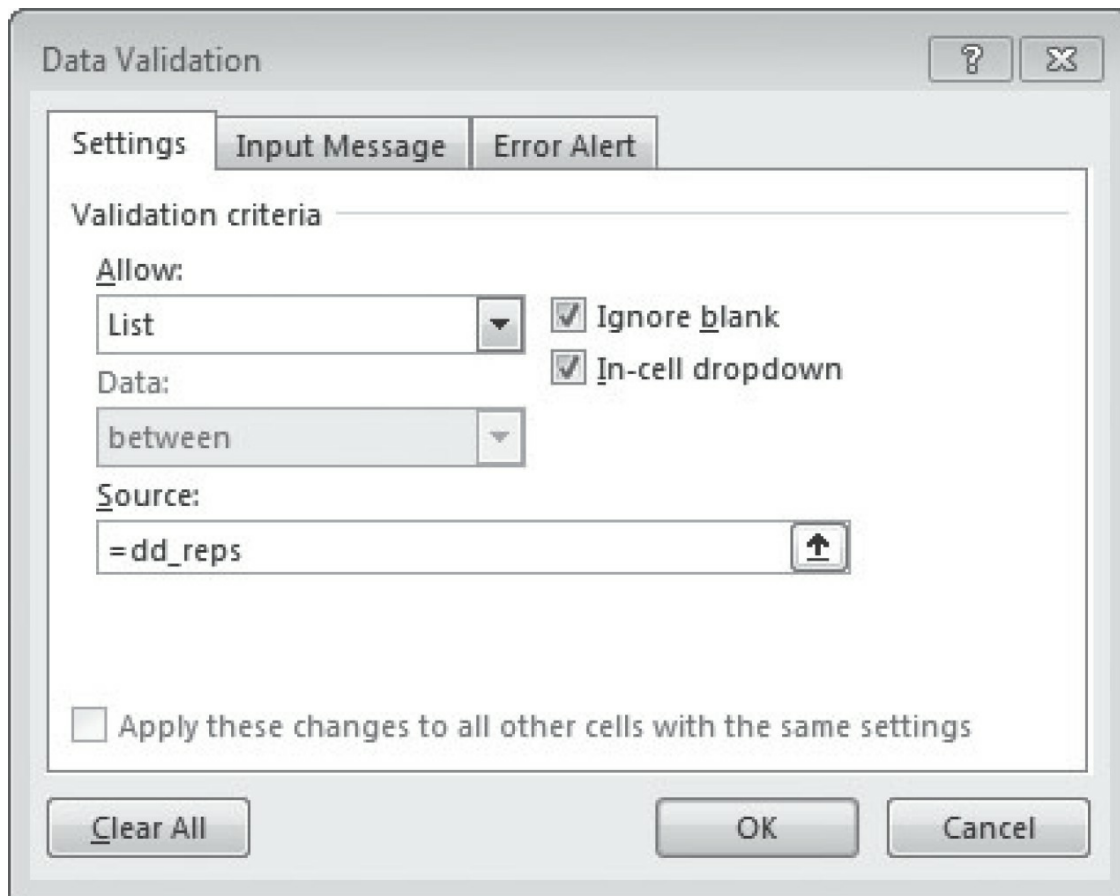 Data Validation
Settings Input Message Error Alert
Validation criteria
Allow:
List
Ignore blank
In-cell dropdown
Data:
between
Source:
=dd_reps
Apply these changes to all other cells with the same settings
Clear All OK Cancel